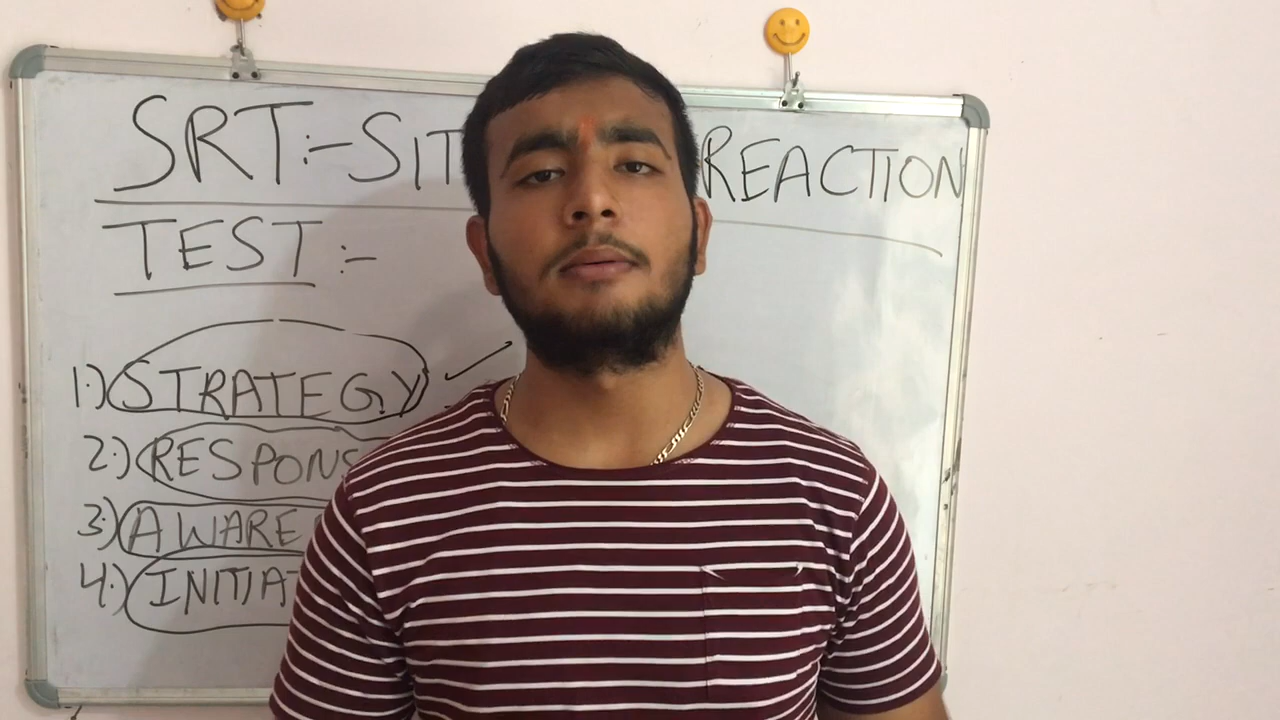 SRT:- SIT REACTION
TEST :-
1.) STRATEGY ✓
2.) RESPONS
3.) AWARE
4.) INITIAT